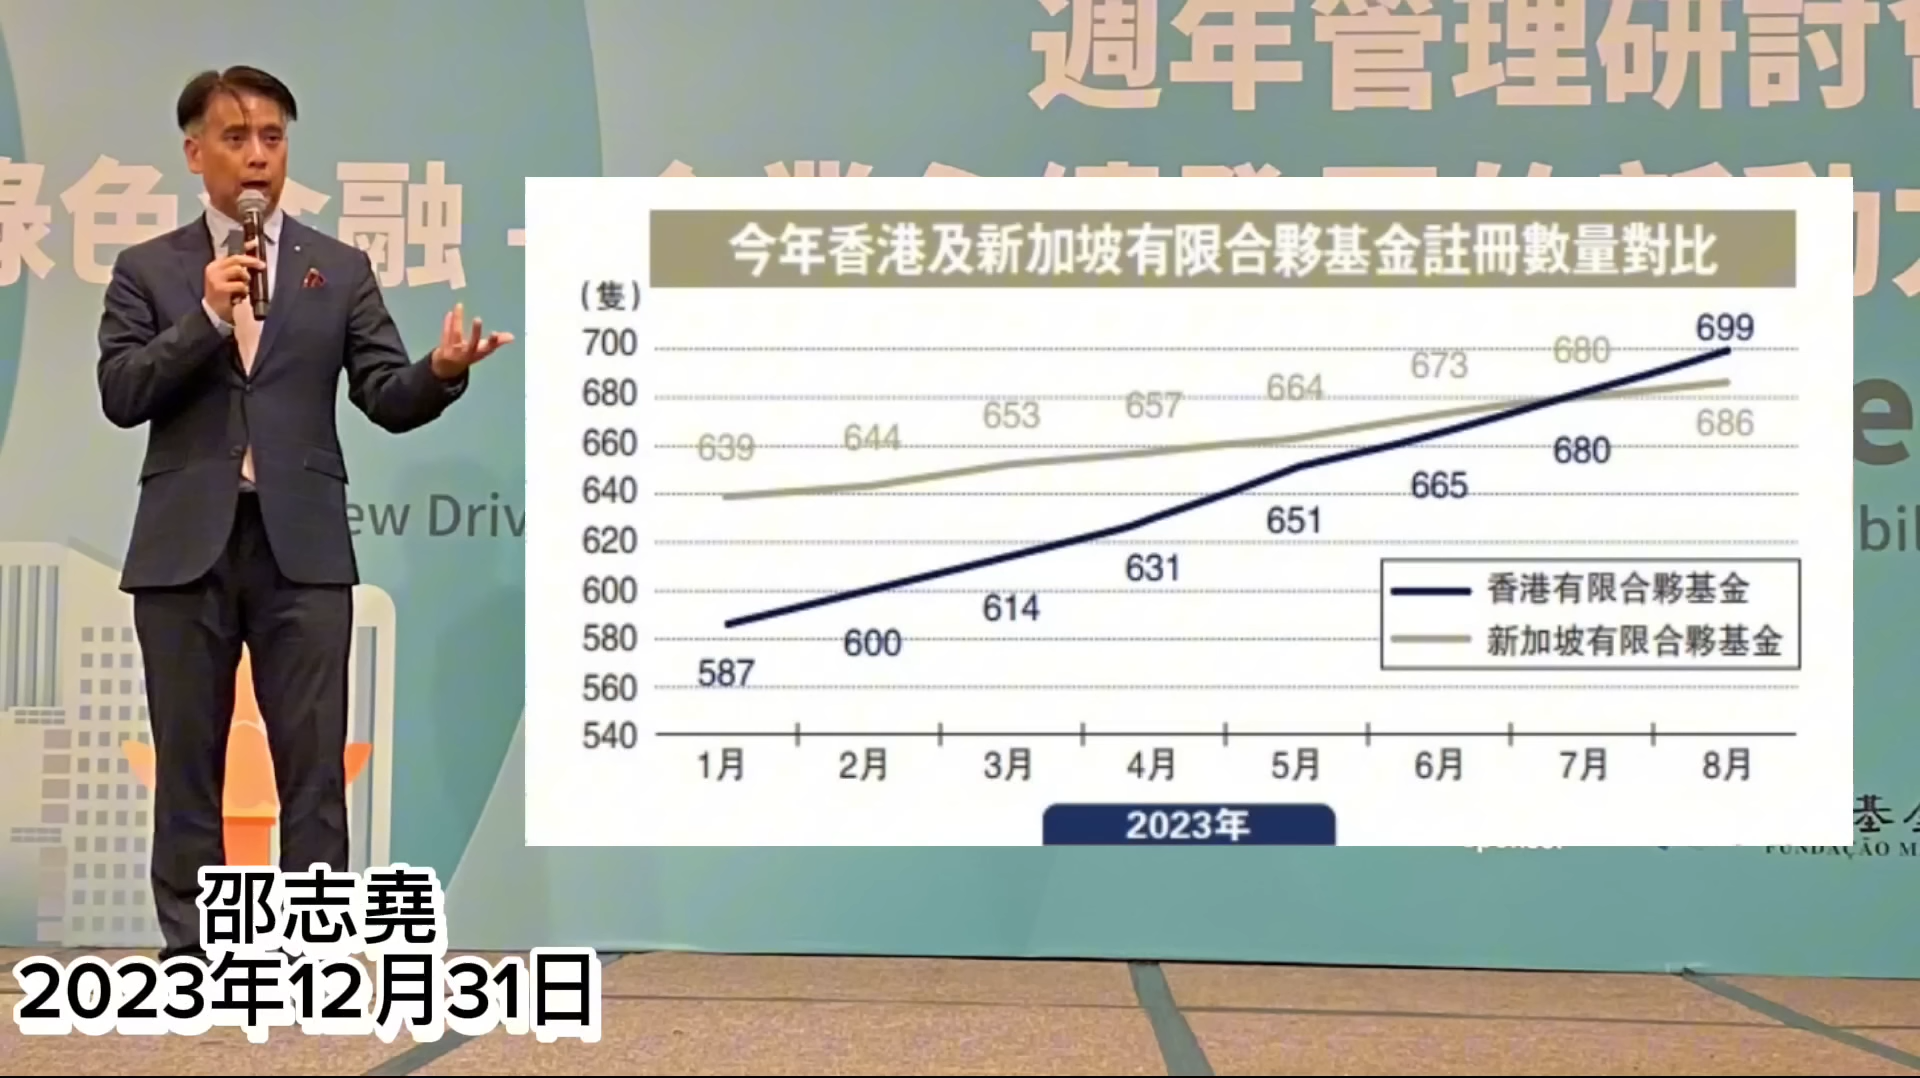 週年管理研討會
綠色金融 -
ew Driv
今年香港及新加坡有限合夥基金註冊數量對比
(隻)
700
680
660
640
620
600
580
560
540
639 644 653 657 664 673 680 686
587 600 614 631 651 665 680 699
香港有限合夥基金
新加坡有限合夥基金
1月 2月 3月 4月 5月 6月 7月 8月
2023年
e
bil
基金
FUNDAÇÃO M
邵志堯
2023年12月31日